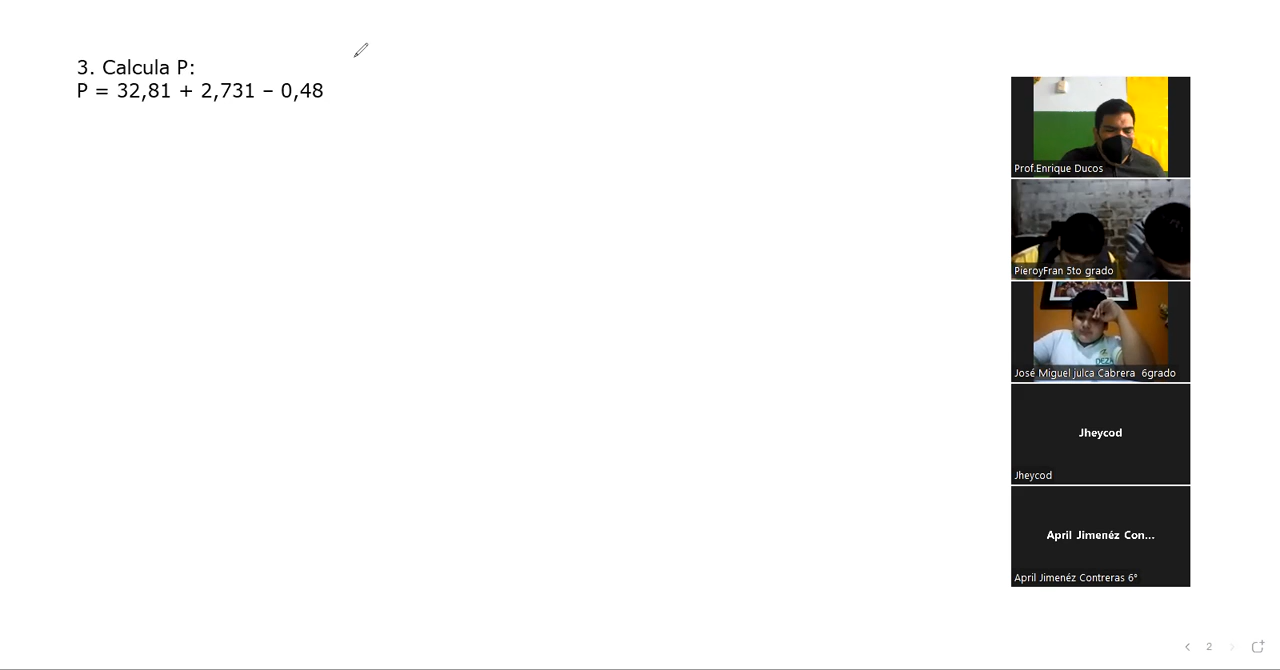 3. Calcula P:
P = 32,81 + 2,731 – 0,48
Prof.Enrique Ducos
PieroyFran 5to grado
DEZA
José Miguel julca Cabrera 6grado
Jheycod
Jheycod
April Jimenéz Con...
April Jimenéz Contreras 6°
2